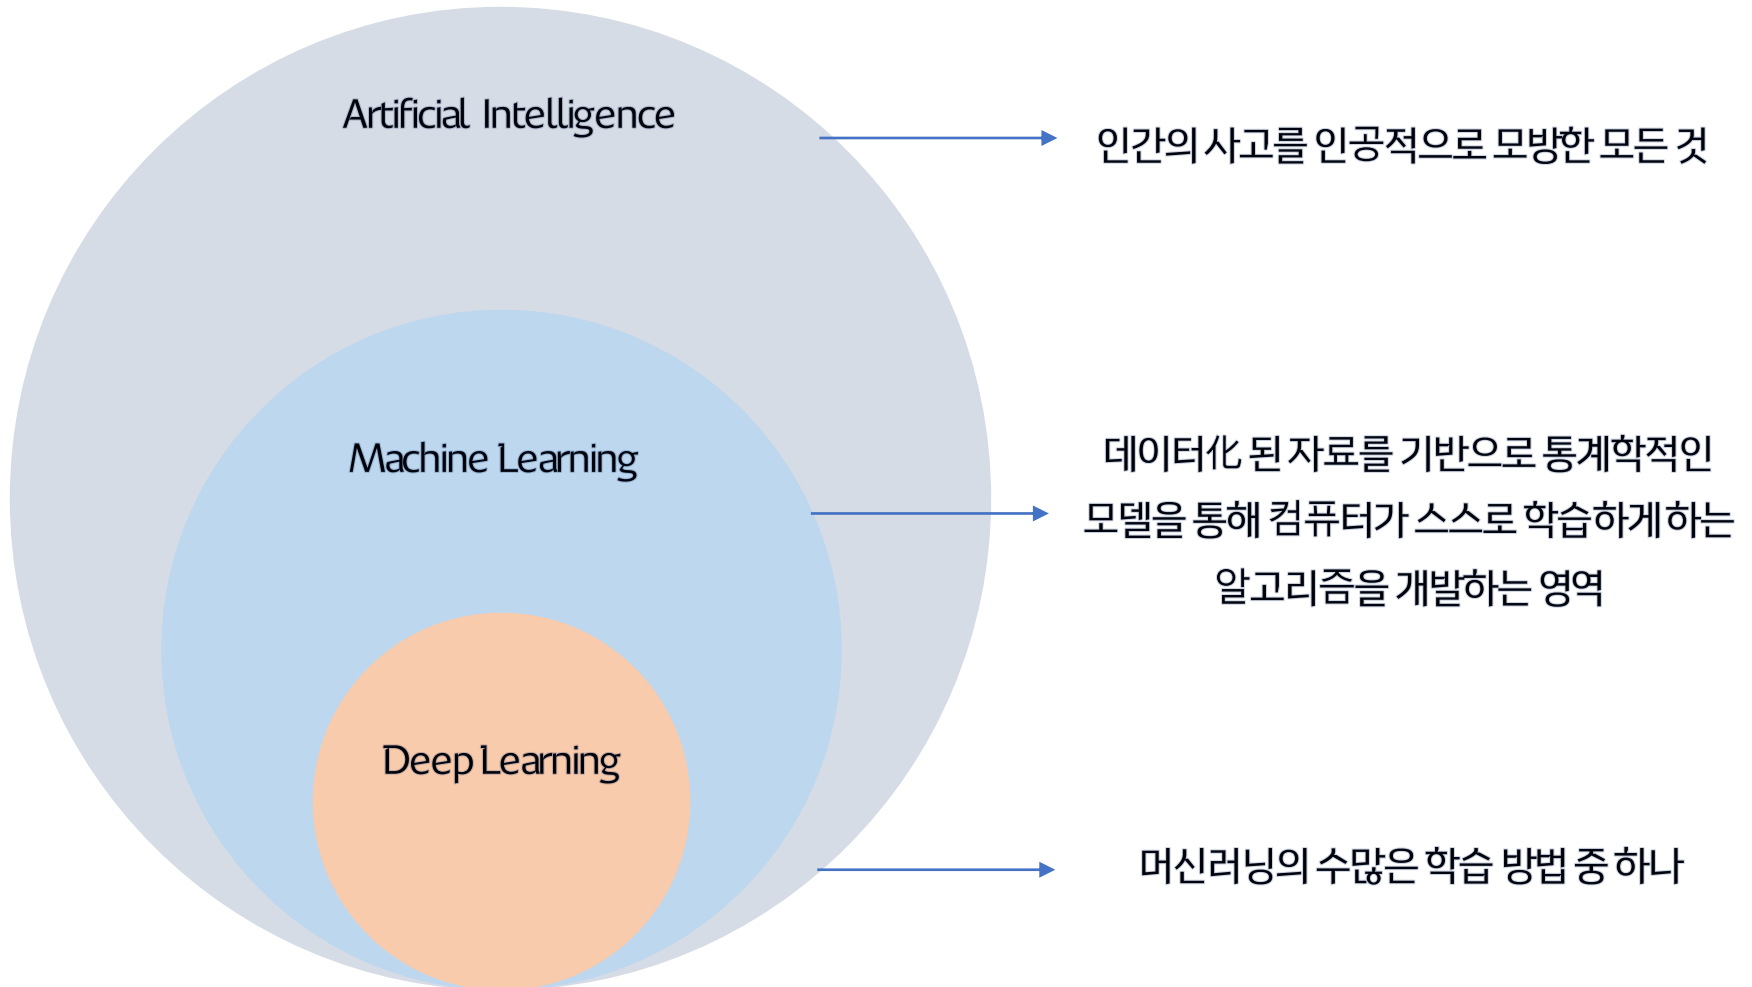 Artificial Intelligence
인간의 사고를 인공적으로 모방한 모든 것
Machine Learning
데이터化 된 자료를 기반으로 통계학적인
모델을 통해 컴퓨터가 스스로 학습하게 하는
알고리즘을 개발하는 영역
Deep Learning
머신러닝의 수많은 학습 방법 중 하나